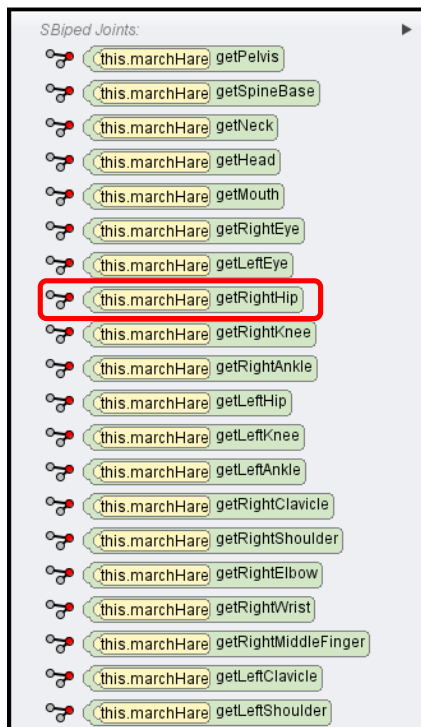 SBiped Joints:
this.marchHare getPelvis
this.marchHare getSpineBase
this.marchHare getNeck
this.marchHare getHead
this.marchHare getMouth
this.marchHare getRightEye
this.marchHare getLeftEye
this.marchHare getRightHip
this.marchHare getRightKnee
this.marchHare getRightAnkle
this.marchHare getLeftHip
this.marchHare getLeftKnee
this.marchHare getLeftAnkle
this.marchHare getRightClavicle
this.marchHare getRightShoulder
this.marchHare getRightElbow
this.marchHare getRightWrist
this.marchHare getRightMiddleFinger
this.marchHare getLeftClavicle
this.marchHare getLeftShoulder